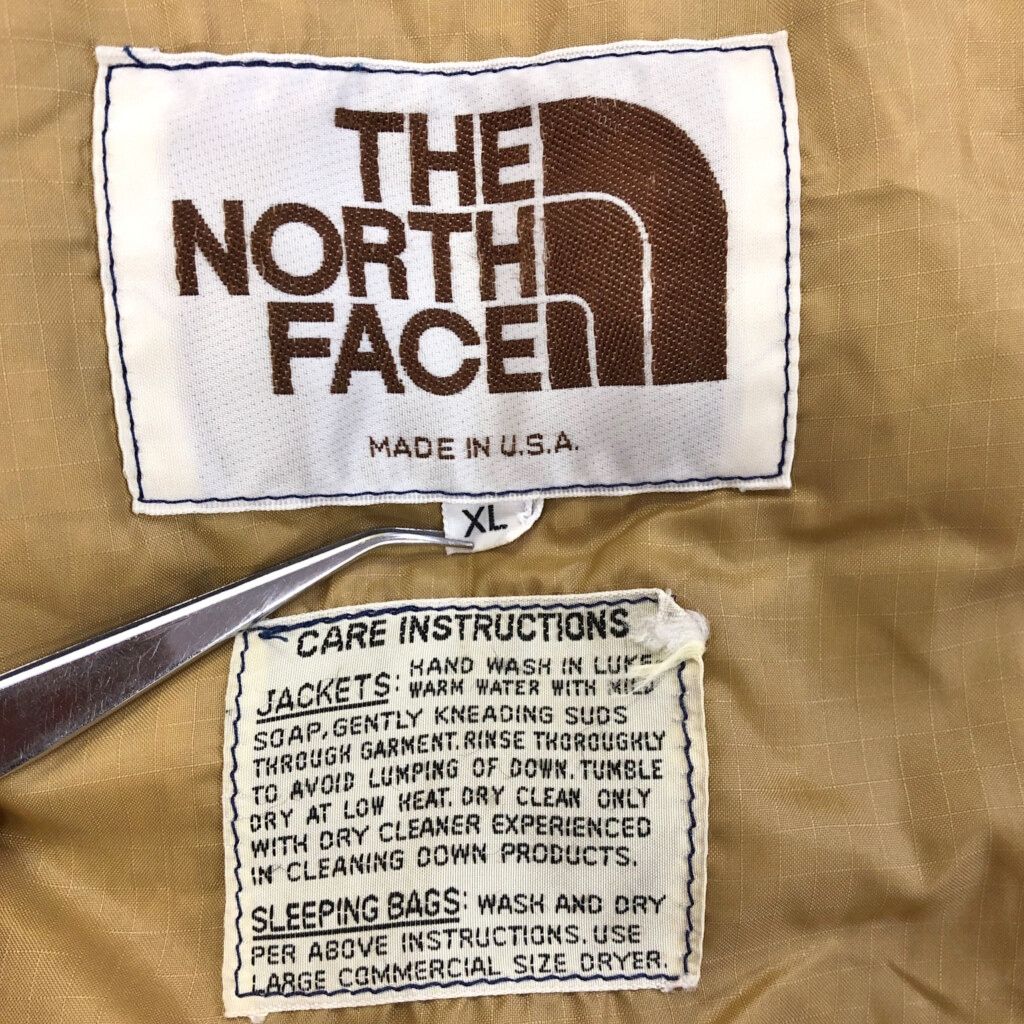 THE
NORTH
FACE
MADE IN U.S.A.
XL
CARE INSTRUCTIONS
JACKETS: HAND WASH IN LUKE
WARM WATER WITH MILD
SOAP, GENTLY KNEADING SUDS
THROUGH GARMENT. RINSE THOROUGHLY
TO AVOID LUMPING OF DOWN. TUMBLE
DRY AT LOW HEAT. DRY CLEAN ONLY
WITH DRY CLEANER EXPERIENCED
IN CLEANING DOWN PRODUCTS.
SLEEPING BAGS: WASH AND DRY
PER ABOVE INSTRUCTIONS. USE
LARGE COMMERCIAL SIZE DRYER.